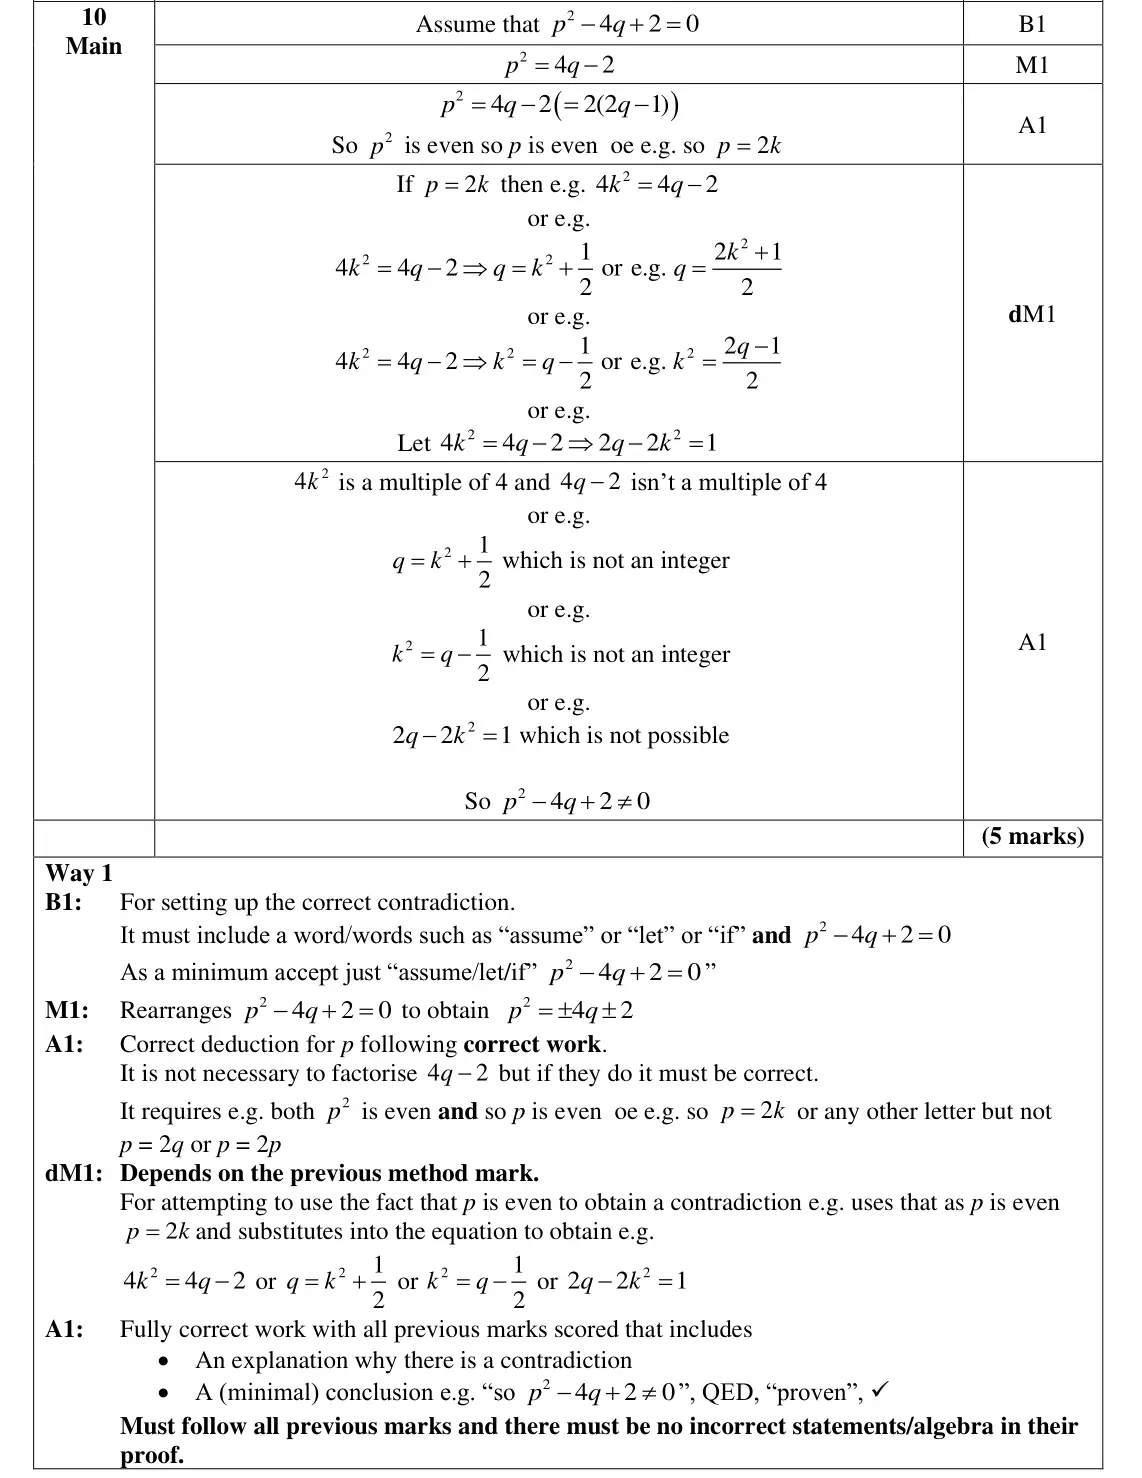 10
Main
Assume that p² − 4q + 2 = 0
B1
p² = 4q − 2
M1
p² = 4q − 2 (= 2(2q − 1))
So p² is even so p is even oe e.g. so p = 2k
A1
If p = 2k then e.g. 4k² = 4q − 2
or e.g.
4k² = 4q − 2 ⇒ q = k² + 1/2 or e.g. q = (2k² + 1)/2
or e.g.
4k² = 4q − 2 ⇒ k² = q − 1/2 or e.g. k² = (2q − 1)/2
or e.g.
Let 4k² = 4q − 2 ⇒ 2q − 2k² = 1
dM1
4k² is a multiple of 4 and 4q − 2 isn’t a multiple of 4
or e.g.
q = k² + 1/2 which is not an integer
or e.g.
k² = q − 1/2 which is not an integer
or e.g.
2q − 2k² = 1 which is not possible
So p² − 4q + 2 ≠ 0
A1
(5 marks)
Way 1
B1: For setting up the correct contradiction.
It must include a word/words such as “assume” or “let” or “if” and p² − 4q + 2 = 0
As a minimum accept just “assume/let/if” p² − 4q + 2 = 0 ”
M1: Rearranges p² − 4q + 2 = 0 to obtain p² = ±4q ± 2
A1: Correct deduction for p following correct work.
It is not necessary to factorise 4q − 2 but if they do it must be correct.
It requires e.g. both p² is even and so p is even oe e.g. so p = 2k or any other letter but not
p = 2q or p = 2p
dM1: Depends on the previous method mark.
For attempting to use the fact that p is even to obtain a contradiction e.g. uses that as p is even
p = 2k and substitutes into the equation to obtain e.g.
4k² = 4q − 2 or q = k² + 1/2 or k² = q − 1/2 or 2q − 2k² = 1
A1: Fully correct work with all previous marks scored that includes
• An explanation why there is a contradiction
• A (minimal) conclusion e.g. “so p² − 4q + 2 ≠ 0 ”, QED, “proven”, ✓
Must follow all previous marks and there must be no incorrect statements/algebra in their
proof.